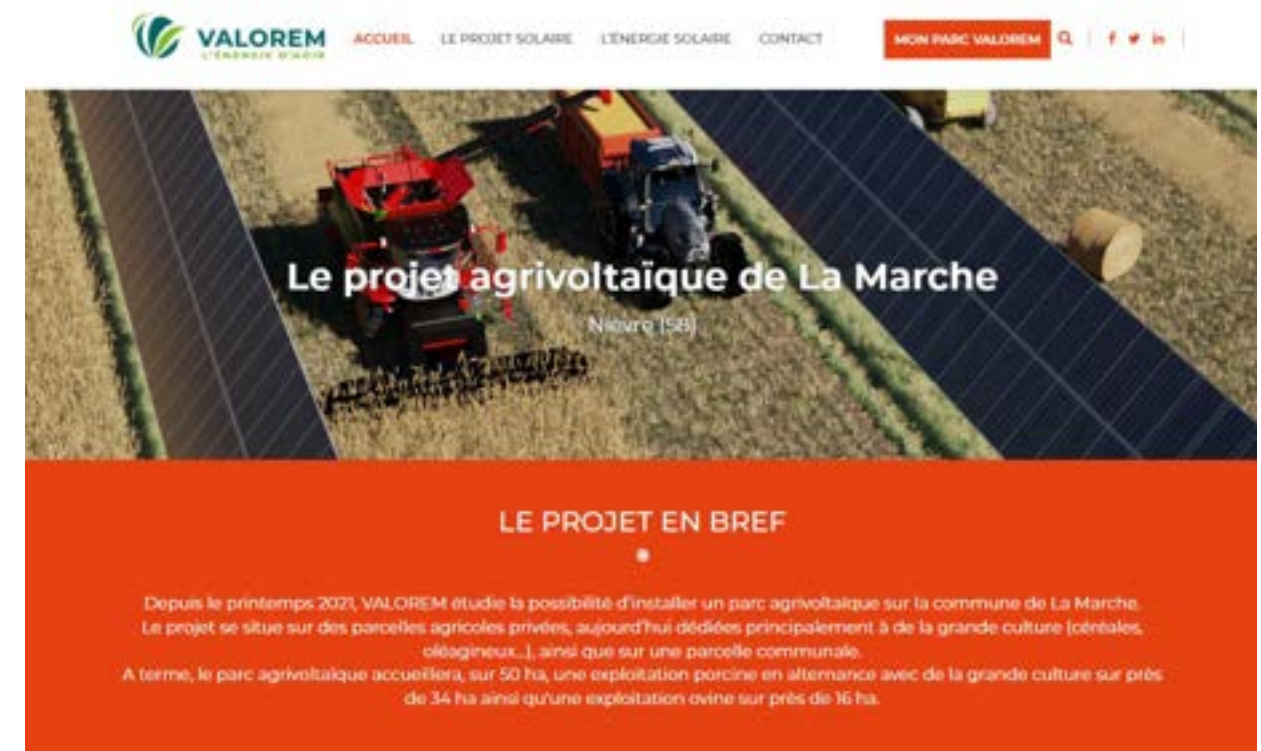 VALOREM
L'ÉNERGIE D'AGIR
ACCUEIL LE PROJET SOLAIRE L'ÉNERGIE SOLAIRE CONTACT MON PARC VALOREM
Le projet agrivoltaïque de La Marche
Nièvre (58)
LE PROJET EN BREF
Depuis le printemps 2021, VALOREM étudie la possibilité d'installer un parc agrivoltaïque sur la commune de La Marche.
Le projet se situe sur des parcelles agricoles privées, aujourd'hui dédiées principalement à de la grande culture (céréales,
oléagineux...), ainsi que sur une parcelle communale.
A terme, le parc agrivoltaïque accueillera, sur 50 ha, une exploitation porcine en alternance avec de la grande culture sur près
de 34 ha ainsi qu'une exploitation ovine sur près de 16 ha.